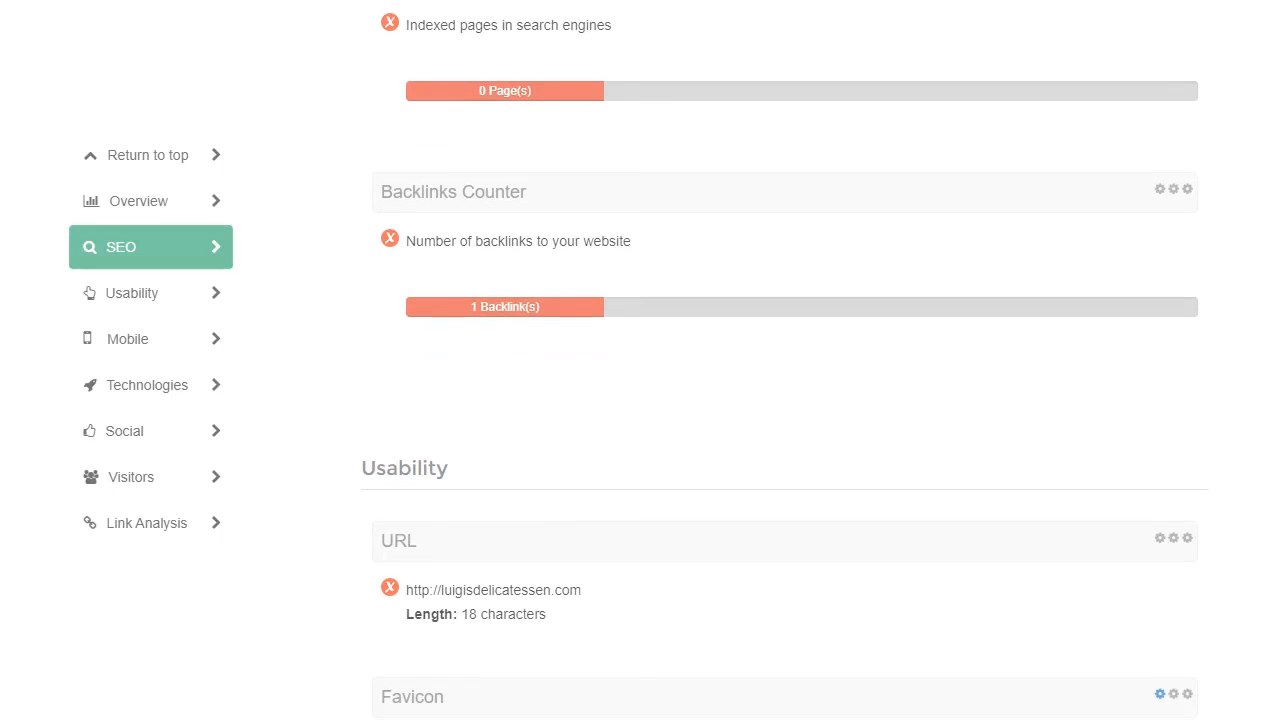 Indexed pages in search engines
0 Page(s)
Return to top
Overview
SEO
Usability
Mobile
Technologies
Social
Visitors
Link Analysis
Backlinks Counter
Number of backlinks to your website
1 Backlink(s)
Usability
URL
http://luigisdelicatessen.com
Length: 18 characters
Favicon